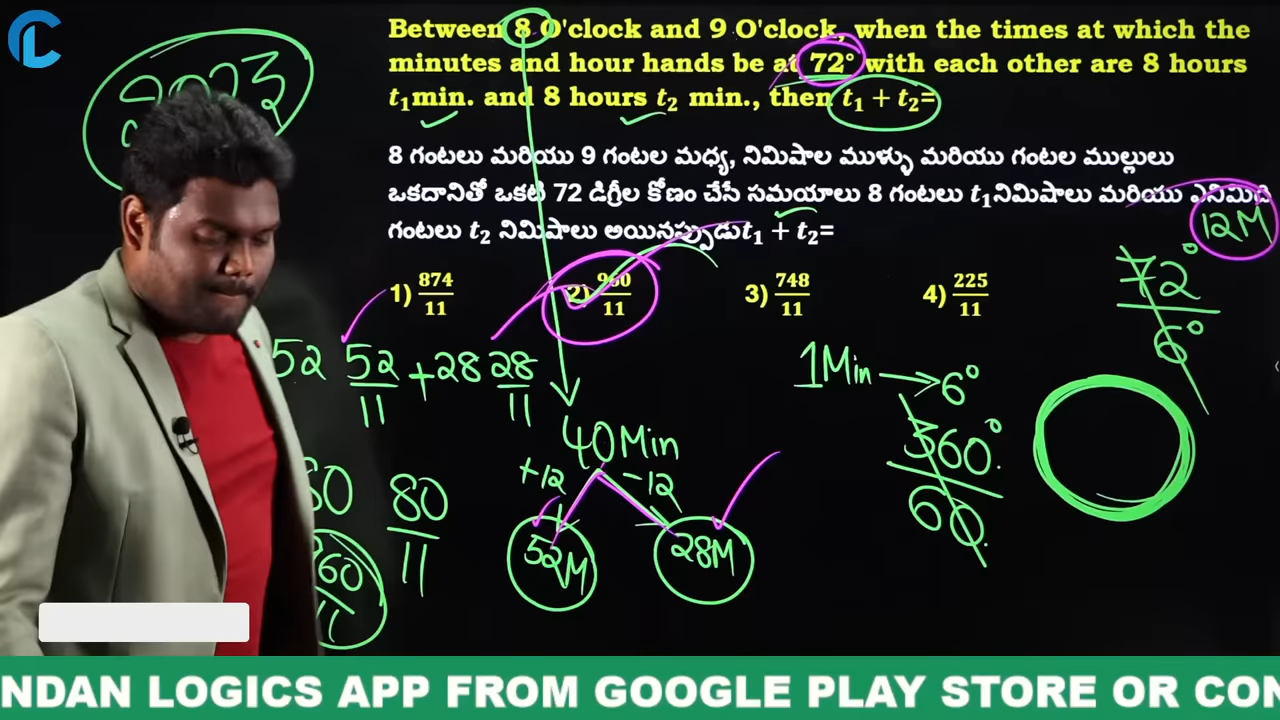 Between 8 O'clock and 9 O'clock, when the times at which the
minutes and hour hands be at 72° with each other are 8 hours
t₁min. and 8 hours t₂ min., then t₁ + t₂=
8 గంటలు మరియు 9 గంటల మధ్య, నిమిషాల ముళ్ళు మరియు గంటల ముల్లులు
ఒకదానితో ఒకటి 72 డిగ్రీల కోణం చేసే సమయాలు 8 గంటలు t₁నిమిషాలు మరియు ఎనిమిది
గంటలు t₂ నిమిషాలు అయినప్పుడుt₁ + t₂=
12M
72°
6°
1) 874/11 2) 960/11 3) 748/11 4) 225/11
52 52/11 + 28 28/11
1Min → 6°
360°
60
40Min
+12 -12
52M 28M
80 80/11
960/11
NDAN LOGICS APP FROM GOOGLE PLAY STORE OR CON